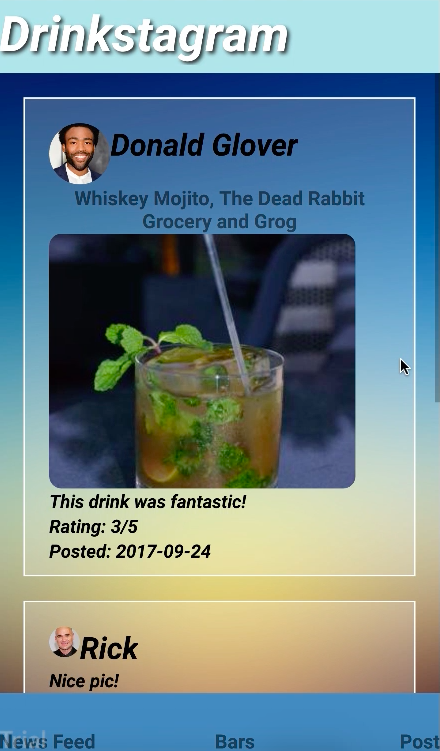 Drinkstagram
Donald Glover
Whiskey Mojito, The Dead Rabbit
Grocery and Grog
This drink was fantastic!
Rating: 3/5
Posted: 2017-09-24
Rick
Nice pic!
Trial
News Feed
Bars
Post